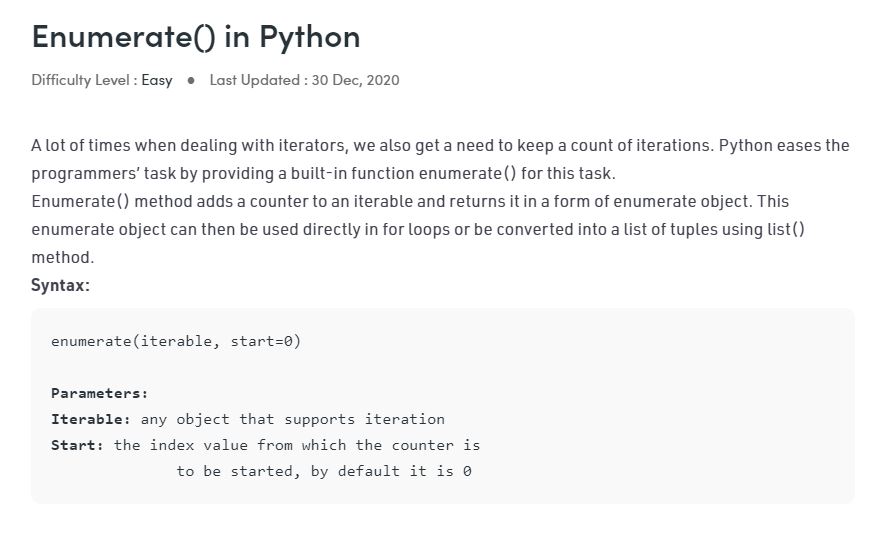 Enumerate() in Python
Difficulty Level : Easy ● Last Updated : 30 Dec, 2020
A lot of times when dealing with iterators, we also get a need to keep a count of iterations. Python eases the
programmers’ task by providing a built-in function enumerate() for this task.
Enumerate() method adds a counter to an iterable and returns it in a form of enumerate object. This
enumerate object can then be used directly in for loops or be converted into a list of tuples using list()
method.
Syntax:
enumerate(iterable, start=0)
Parameters:
Iterable: any object that supports iteration
Start: the index value from which the counter is
to be started, by default it is 0